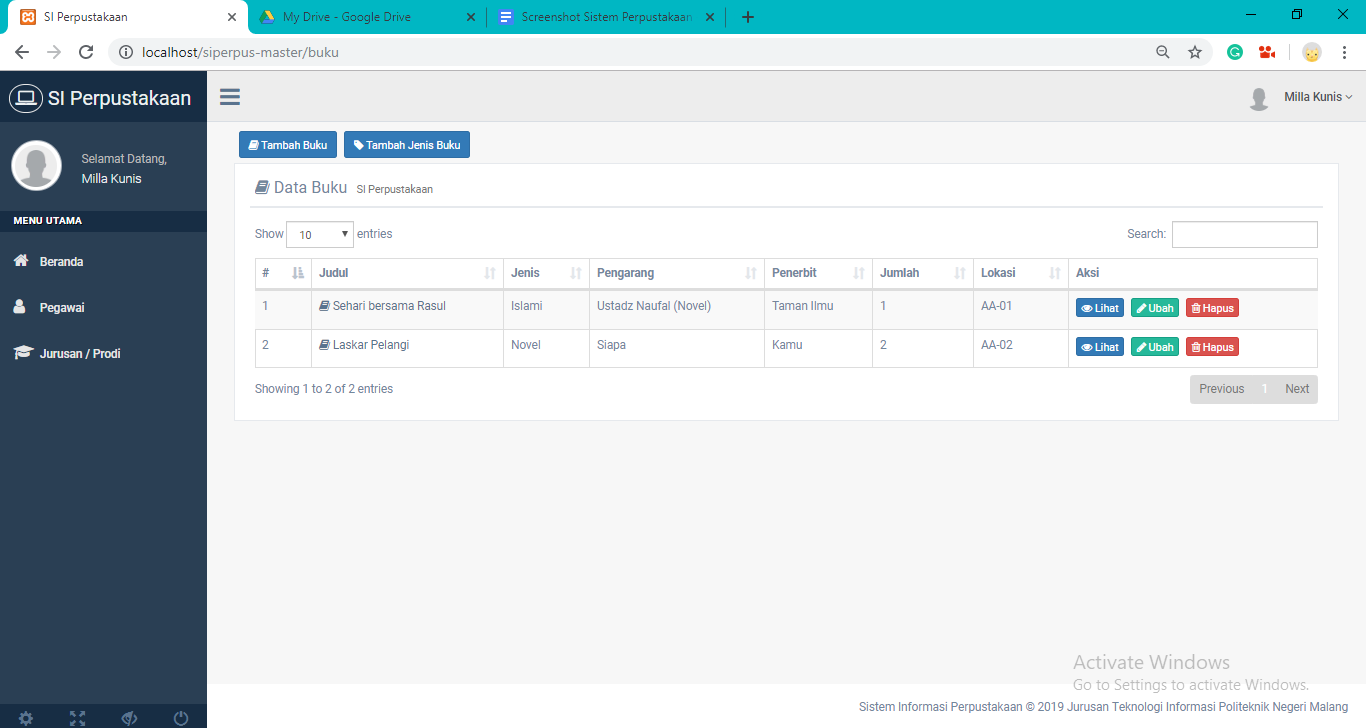 SI Perpustakaan
My Drive - Google Drive
Screenshot Sistem Perpustakaan
localhost/siperpus-master/buku
SI Perpustakaan
Milla Kunis
Selamat Datang,
Milla Kunis
MENU UTAMA
Beranda
Pegawai
Jurusan / Prodi
Tambah Buku Tambah Jenis Buku
Data Buku SI Perpustakaan
Show 10 entries Search:
# Judul Jenis Pengarang Penerbit Jumlah Lokasi Aksi
1 Sehari bersama Rasul Islami Ustadz Naufal (Novel) Taman Ilmu 1 AA-01 Lihat Ubah Hapus
2 Laskar Pelangi Novel Siapa Kamu 2 AA-02 Lihat Ubah Hapus
Showing 1 to 2 of 2 entries Previous 1 Next
Activate Windows
Go to Settings to activate Windows.
Sistem Informasi Perpustakaan © 2019 Jurusan Teknologi Informasi Politeknik Negeri Malang